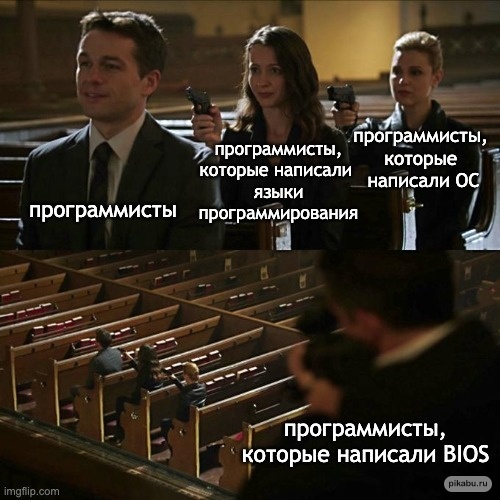 программисты
программисты,
которые написали
языки
программирования
программисты,
которые
написали ОС
программисты,
которые написали BIOS
imgflip.com
pikabu.ru